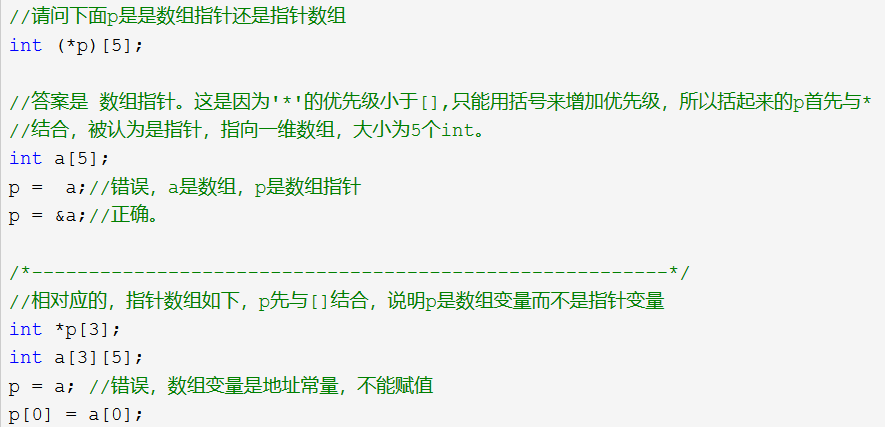 //请问下面p是是数组指针还是指针数组
int (*p)[5];
//答案是 数组指针。这是因为'*'的优先级小于[],只能用括号来增加优先级，所以括起来的p首先与*
//结合，被认为是指针，指向一维数组，大小为5个int。
int a[5];
p =  a;//错误，a是数组，p是数组指针
p = &a;//正确。
/*--------------------------------------------------------*/
//相对应的，指针数组如下，p先与[]结合，说明p是数组变量而不是指针变量
int *p[3];
int a[3][5];
p = a; //错误，数组变量是地址常量，不能赋值
p[0] = a[0];